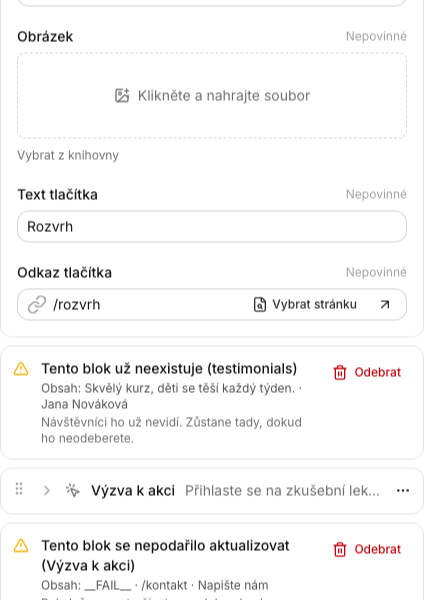 Obrázek Nepovinné
Klikněte a nahrajte soubor
Vybrat z knihovny
Text tlačítka Nepovinné
Rozvrh
Odkaz tlačítka Nepovinné
/rozvrh Vybrat stránku
Tento blok už neexistuje (testimonials) Odebrat
Obsah: Skvělý kurz, děti se těší každý týden. ·
Jana Nováková
Návštěvníci ho už nevidí. Zůstane tady, dokud
ho neodeberete.
Výzva k akci Přihlaste se na zkušební lek...
Tento blok se nepodařilo aktualizovat Odebrat
(Výzva k akci)
Obsah: __FAIL__ · /kontakt · Napište nám